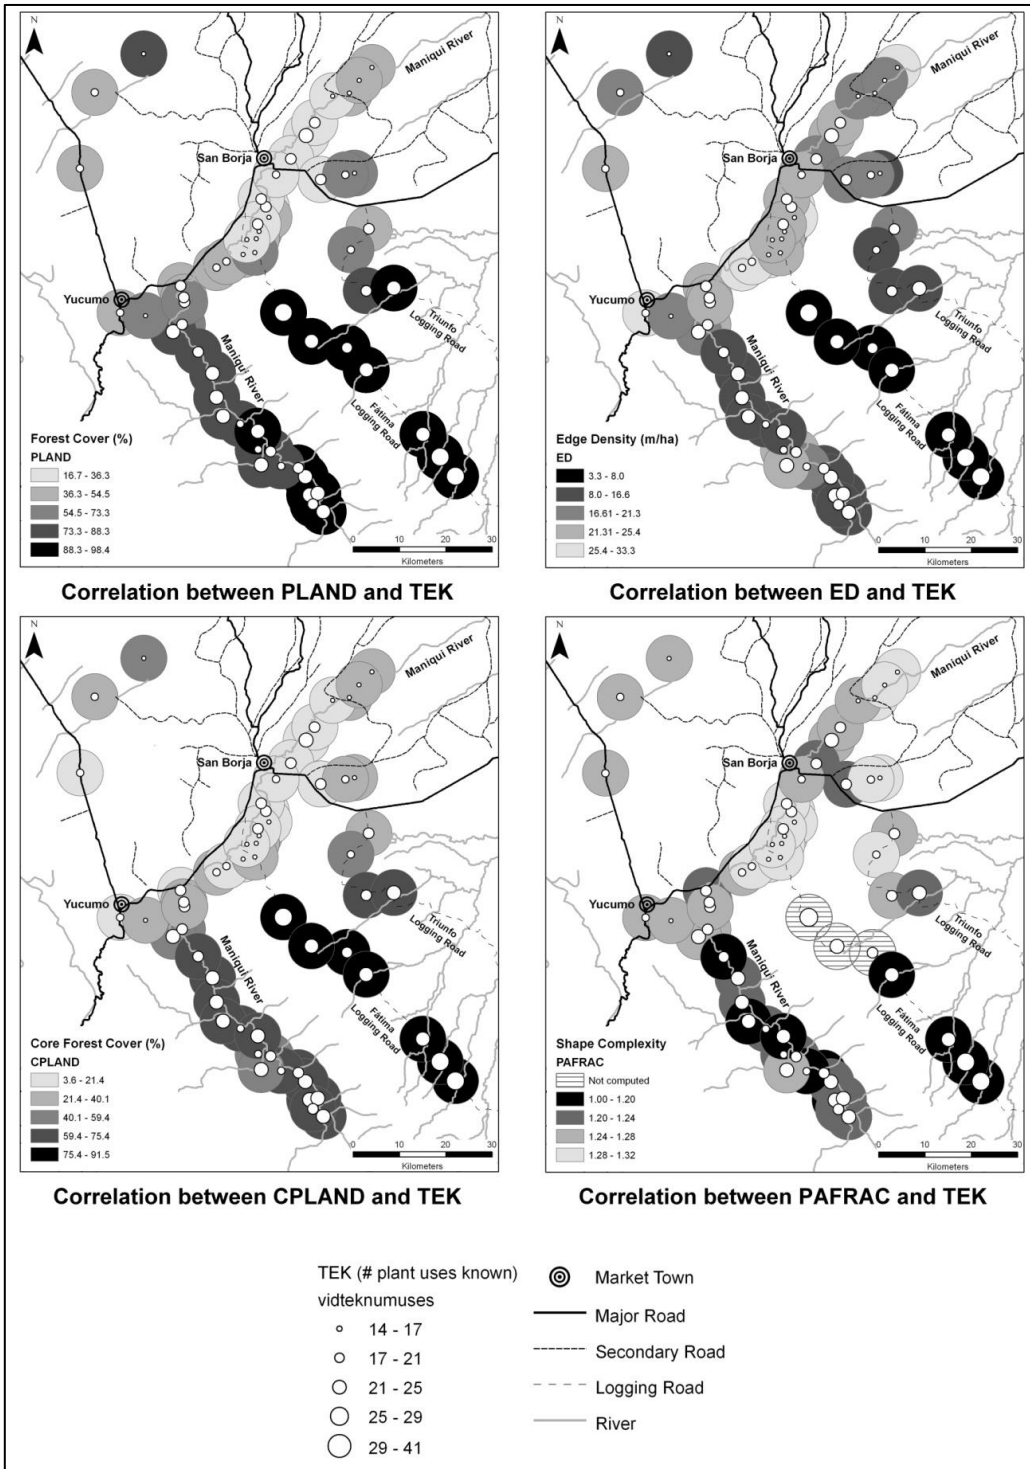 N
Maniqui River
San Borja
Yucumo
Triunfo
Logging Road
Maniqui River
Fátima
Logging Road
Forest Cover (%)
PLAND
16.7 - 36.3
36.3 - 54.5
54.5 - 73.3
73.3 - 88.3
88.3 - 98.4
0 10 20 30
Kilometers
Correlation between PLAND and TEK
N
Maniqui River
San Borja
Yucumo
Triunfo
Logging Road
Maniqui River
Fátima
Logging Road
Edge Density (m/ha)
ED
3.3 - 8.0
8.0 - 16.6
16.61 - 21.3
21.31 - 25.4
25.4 - 33.3
0 10 20 30
Kilometers
Correlation between ED and TEK
N
Maniqui River
San Borja
Yucumo
Triunfo
Logging Road
Maniqui River
Fátima
Logging Road
Core Forest Cover (%)
CPLAND
3.6 - 21.4
21.4 - 40.1
40.1 - 59.4
59.4 - 75.4
75.4 - 91.5
0 10 20 30
Kilometers
Correlation between CPLAND and TEK
N
Maniqui River
San Borja
Yucumo
Triunfo
Logging Road
Maniqui River
Fátima
Logging Road
Shape Complexity
PAFRAC
Not computed
1.00 - 1.20
1.20 - 1.24
1.24 - 1.28
1.28 - 1.32
0 10 20 30
Kilometers
Correlation between PAFRAC and TEK
TEK (# plant uses known)
vidteknumuses
14 - 17
17 - 21
21 - 25
25 - 29
29 - 41
Market Town
Major Road
Secondary Road
Logging Road
River